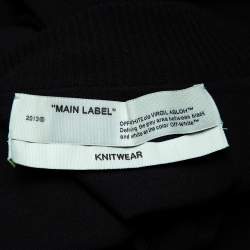 "MAIN LABEL"
2013®
OFF-WHITE c/o VIRGIL ABLOH™
Defining the grey area between black
and white as the color Off-White™
KNITWEAR